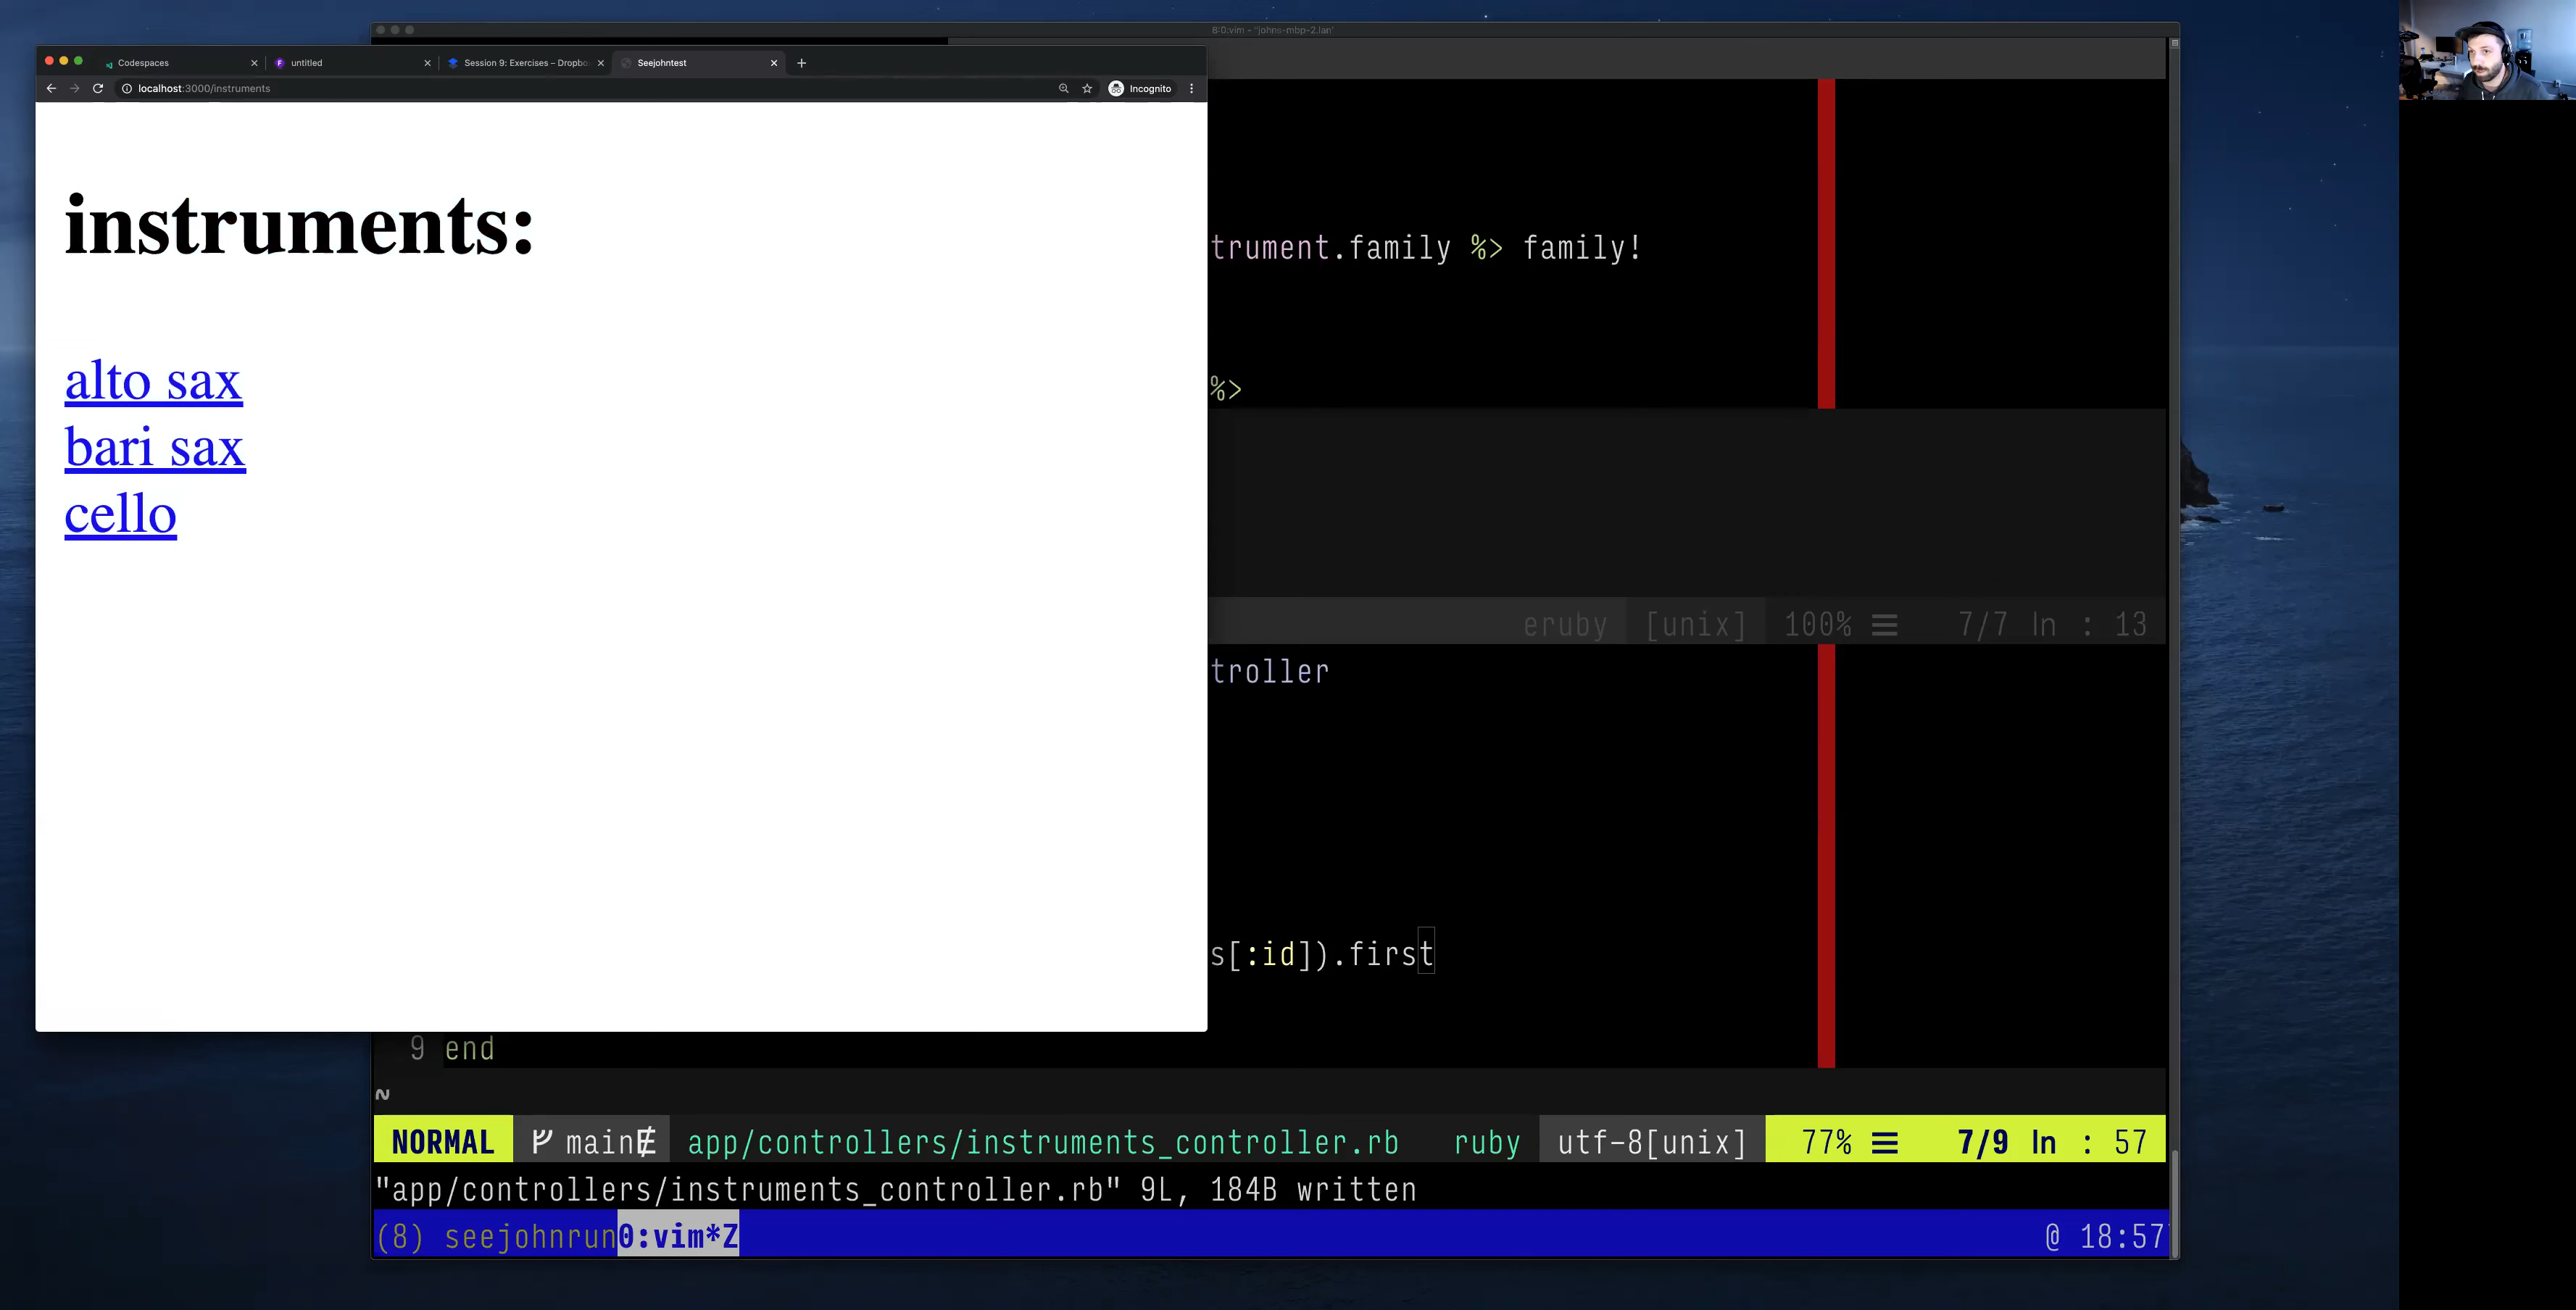 8:0:vim - "johns-mbp-2.lan"
Codespaces
untitled
Session 9: Exercises – Dropbo
Seejohntest
localhost:3000/instruments
Incognito
instruments:
alto sax
bari sax
cello
trument.family %> family!
%>
eruby [unix] 100% ☰ 7/7 ln : 13
troller
s[:id]).first
9 end
~
NORMAL main app/controllers/instruments_controller.rb ruby utf-8[unix] 77% ☰ 7/9 ln : 57
"app/controllers/instruments_controller.rb" 9L, 184B written
(8) seejohnrun 0:vim*Z @ 18:57